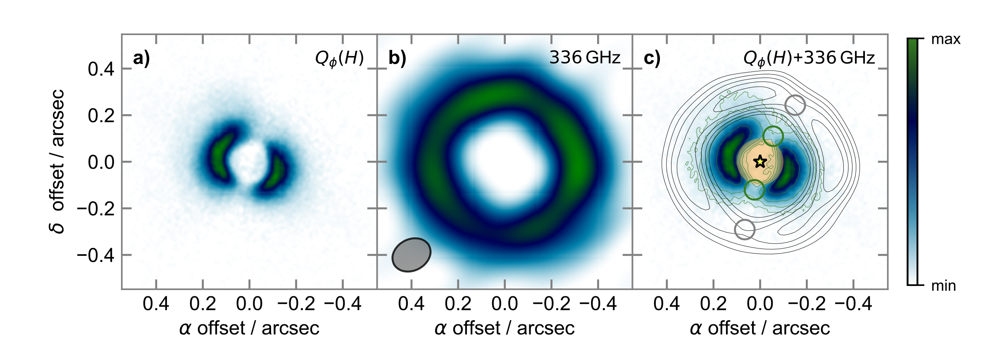 a) Qϕ(H)
b) 336 GHz
c) Qϕ(H)+336 GHz
max
min
δ offset / arcsec
0.4
0.2
0.0
−0.2
−0.4
0.4 0.2 0.0 −0.2 −0.4
0.4 0.2 0.0 −0.2 −0.4
0.4 0.2 0.0 −0.2 −0.4
α offset / arcsec
α offset / arcsec
α offset / arcsec